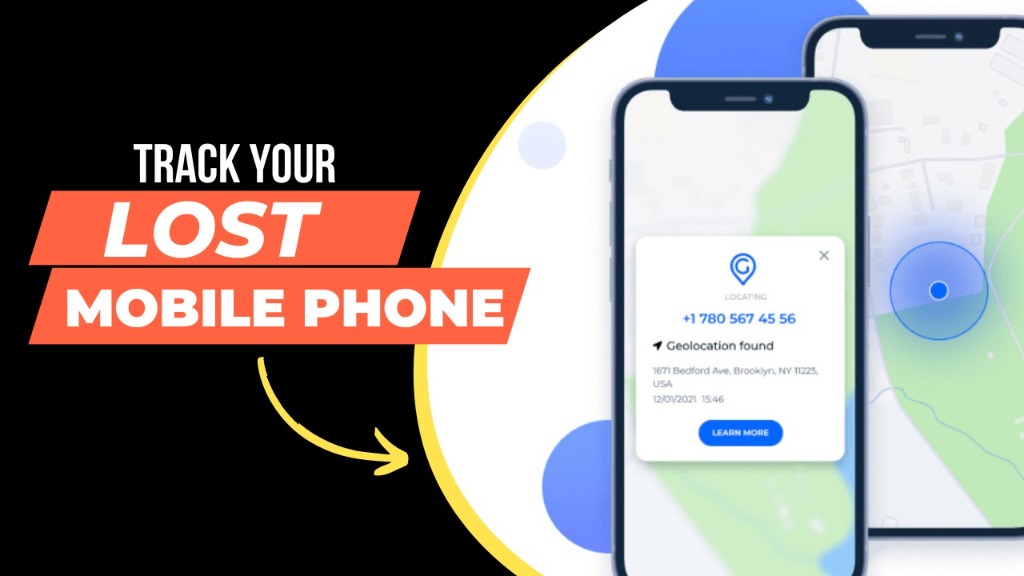 TRACK YOUR
LOST
MOBILE PHONE
G
LOCATING
+1 780 567 45 56
Geolocation found
1671 Bedford Ave, Brooklyn, NY 11225,
USA
12/01/2021 15:46
LEARN MORE